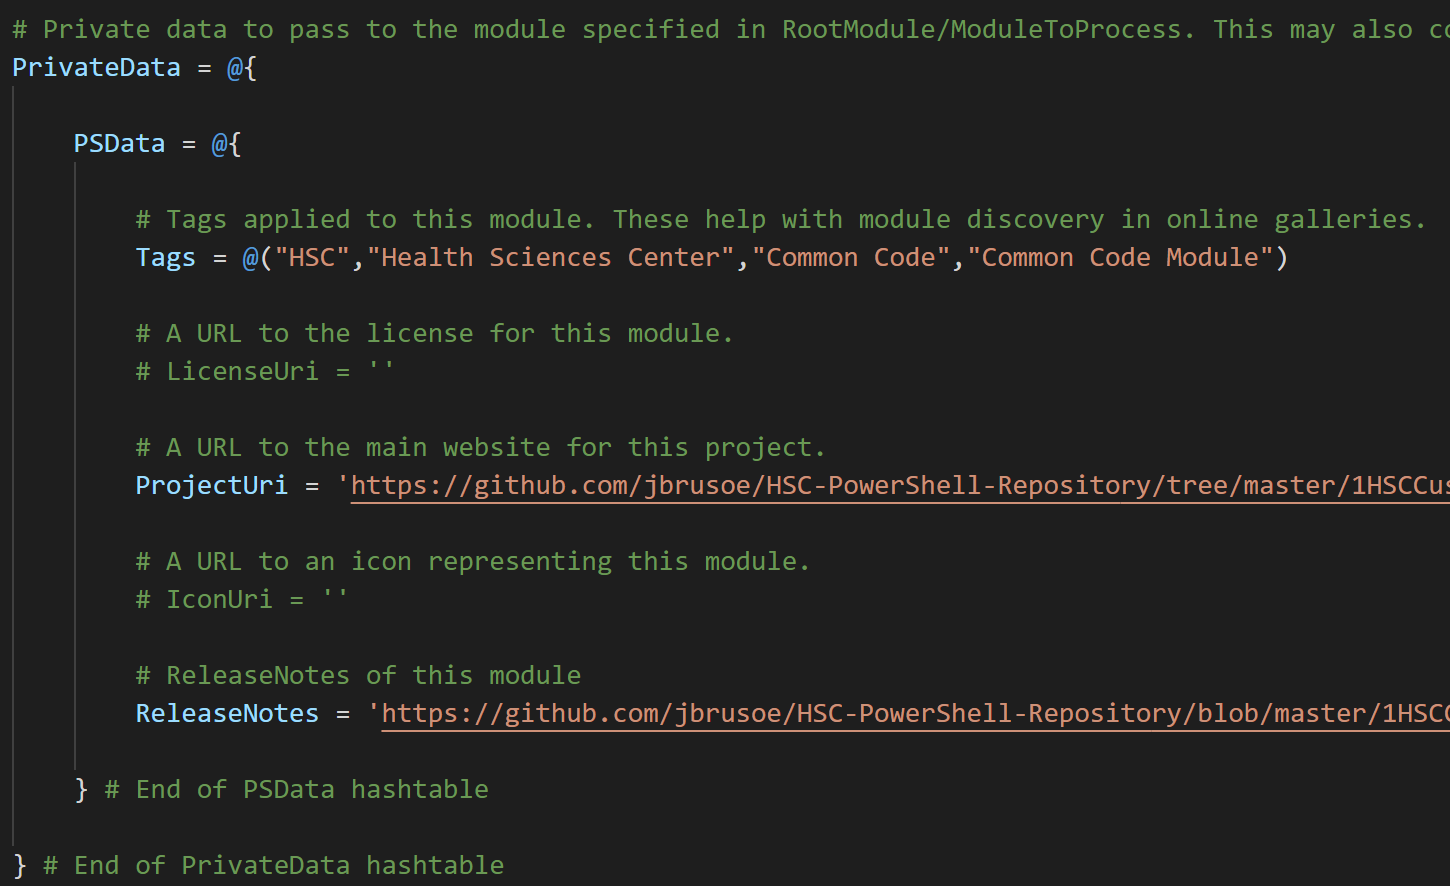 # Private data to pass to the module specified in RootModule/ModuleToProcess. This may also
PrivateData = @{
PSData = @{
# Tags applied to this module. These help with module discovery in online galleries.
Tags = @("HSC","Health Sciences Center","Common Code","Common Code Module")
# A URL to the license for this module.
# LicenseUri = ''
# A URL to the main website for this project.
ProjectUri = 'https://github.com/jbrusoe/HSC-PowerShell-Repository/tree/master/1HSCCus
# A URL to an icon representing this module.
# IconUri = ''
# ReleaseNotes of this module
ReleaseNotes = 'https://github.com/jbrusoe/HSC-PowerShell-Repository/blob/master/1HSC
} # End of PSData hashtable
} # End of PrivateData hashtable